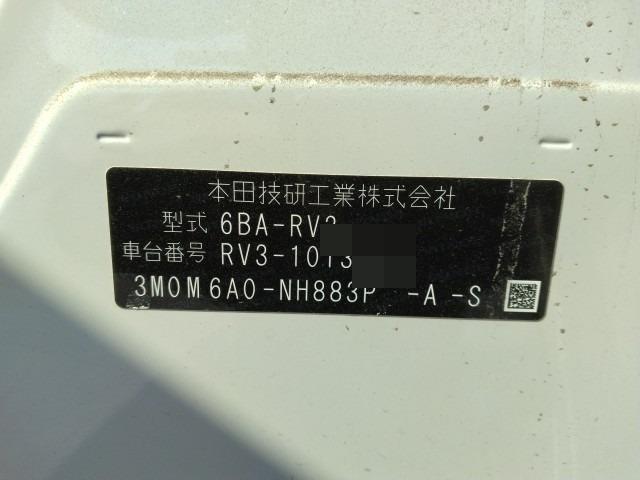 本田技研工業株式会社
型式 6BA-RV
車台番号 RV3-1013
3M0M6A0-NH883P -A-S